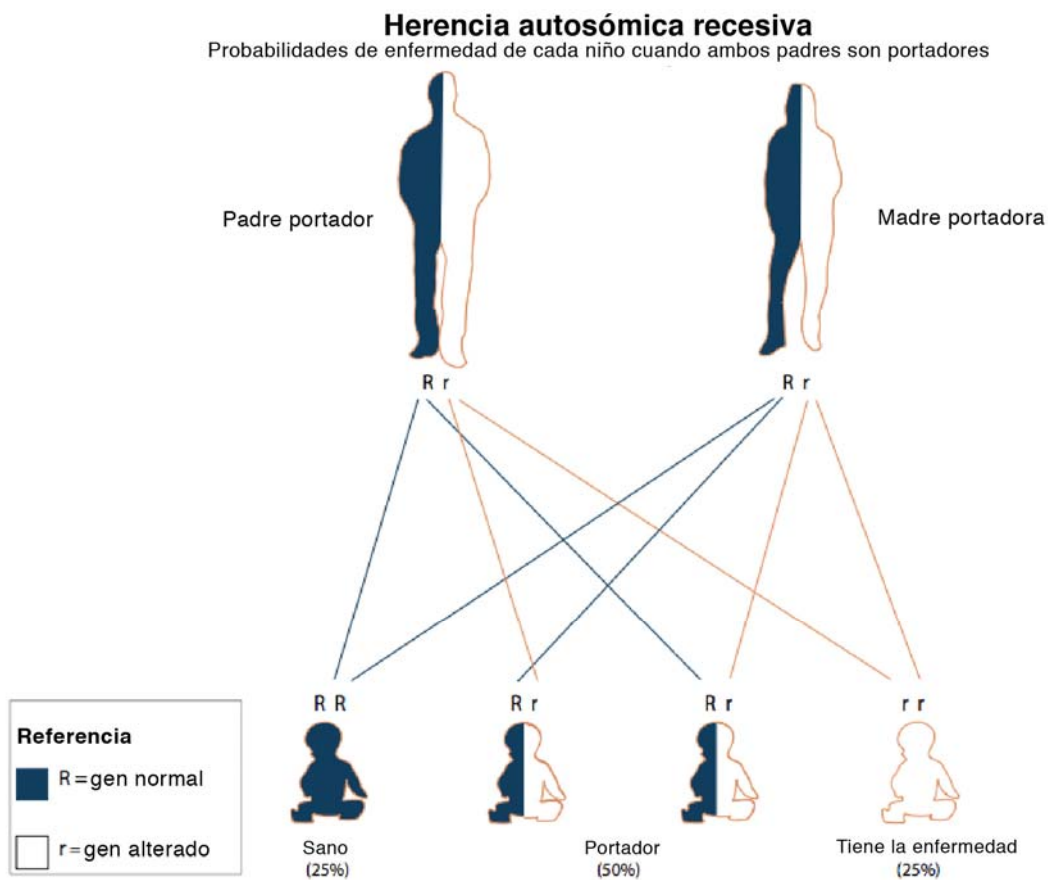 Herencia autosómica recesiva
Probabilidades de enfermedad de cada niño cuando ambos padres son portadores
Padre portador
Madre portadora
R r
R r
R R
R r
R r
r r
Referencia
R=gen normal
r=gen alterado
Sano
(25%)
Portador
(50%)
Tiene la enfermedad
(25%)